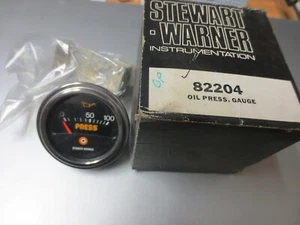 STEWART
-WARNER
INSTRUMENTATION
82204
OIL PRESS. GAUGE
50 100
PRESS